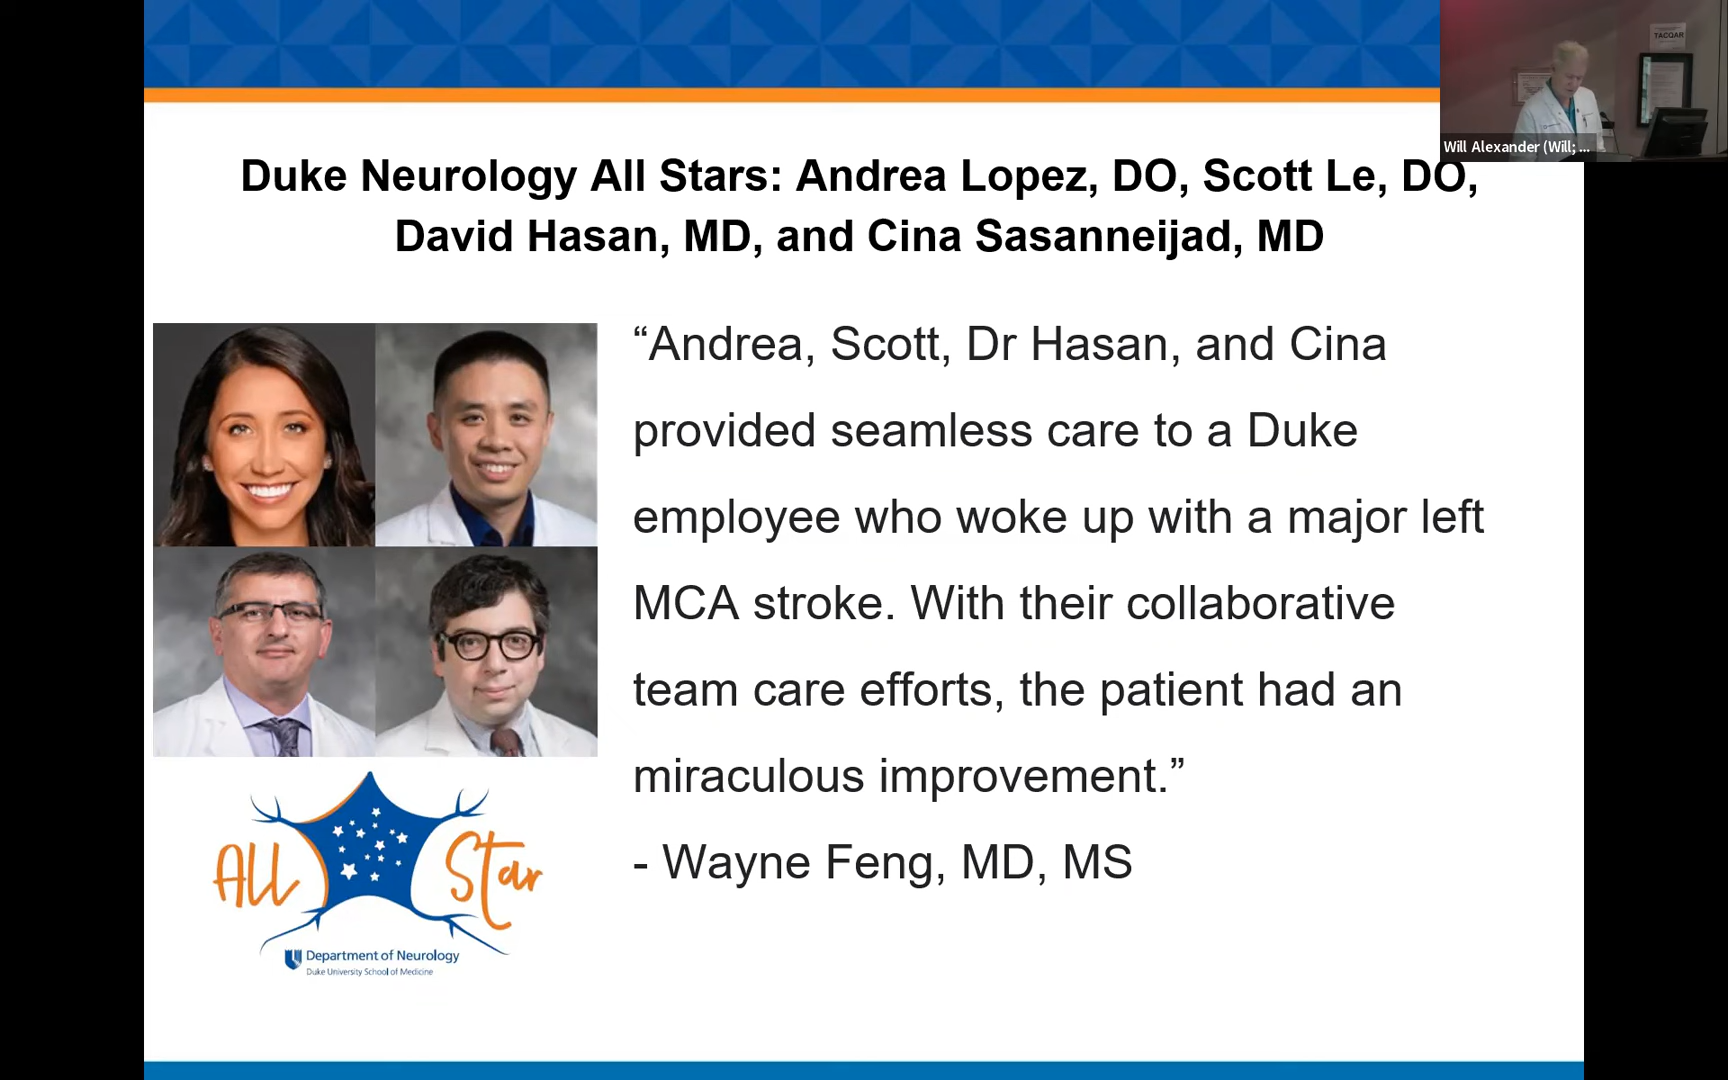 TACQAR
Will Alexander (Will; ...
Duke Neurology All Stars: Andrea Lopez, DO, Scott Le, DO,
David Hasan, MD, and Cina Sasanneijad, MD
“Andrea, Scott, Dr Hasan, and Cina
provided seamless care to a Duke
employee who woke up with a major left
MCA stroke. With their collaborative
team care efforts, the patient had an
miraculous improvement.”
- Wayne Feng, MD, MS
All Star
Department of Neurology
Duke University School of Medicine